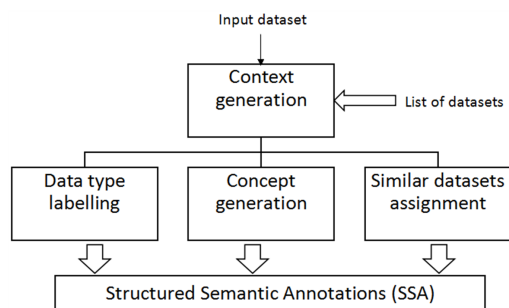 Input dataset
Context
generation
List of datasets
Data type
labelling
Concept
generation
Similar datasets
assignment
Structured Semantic Annotations (SSA)